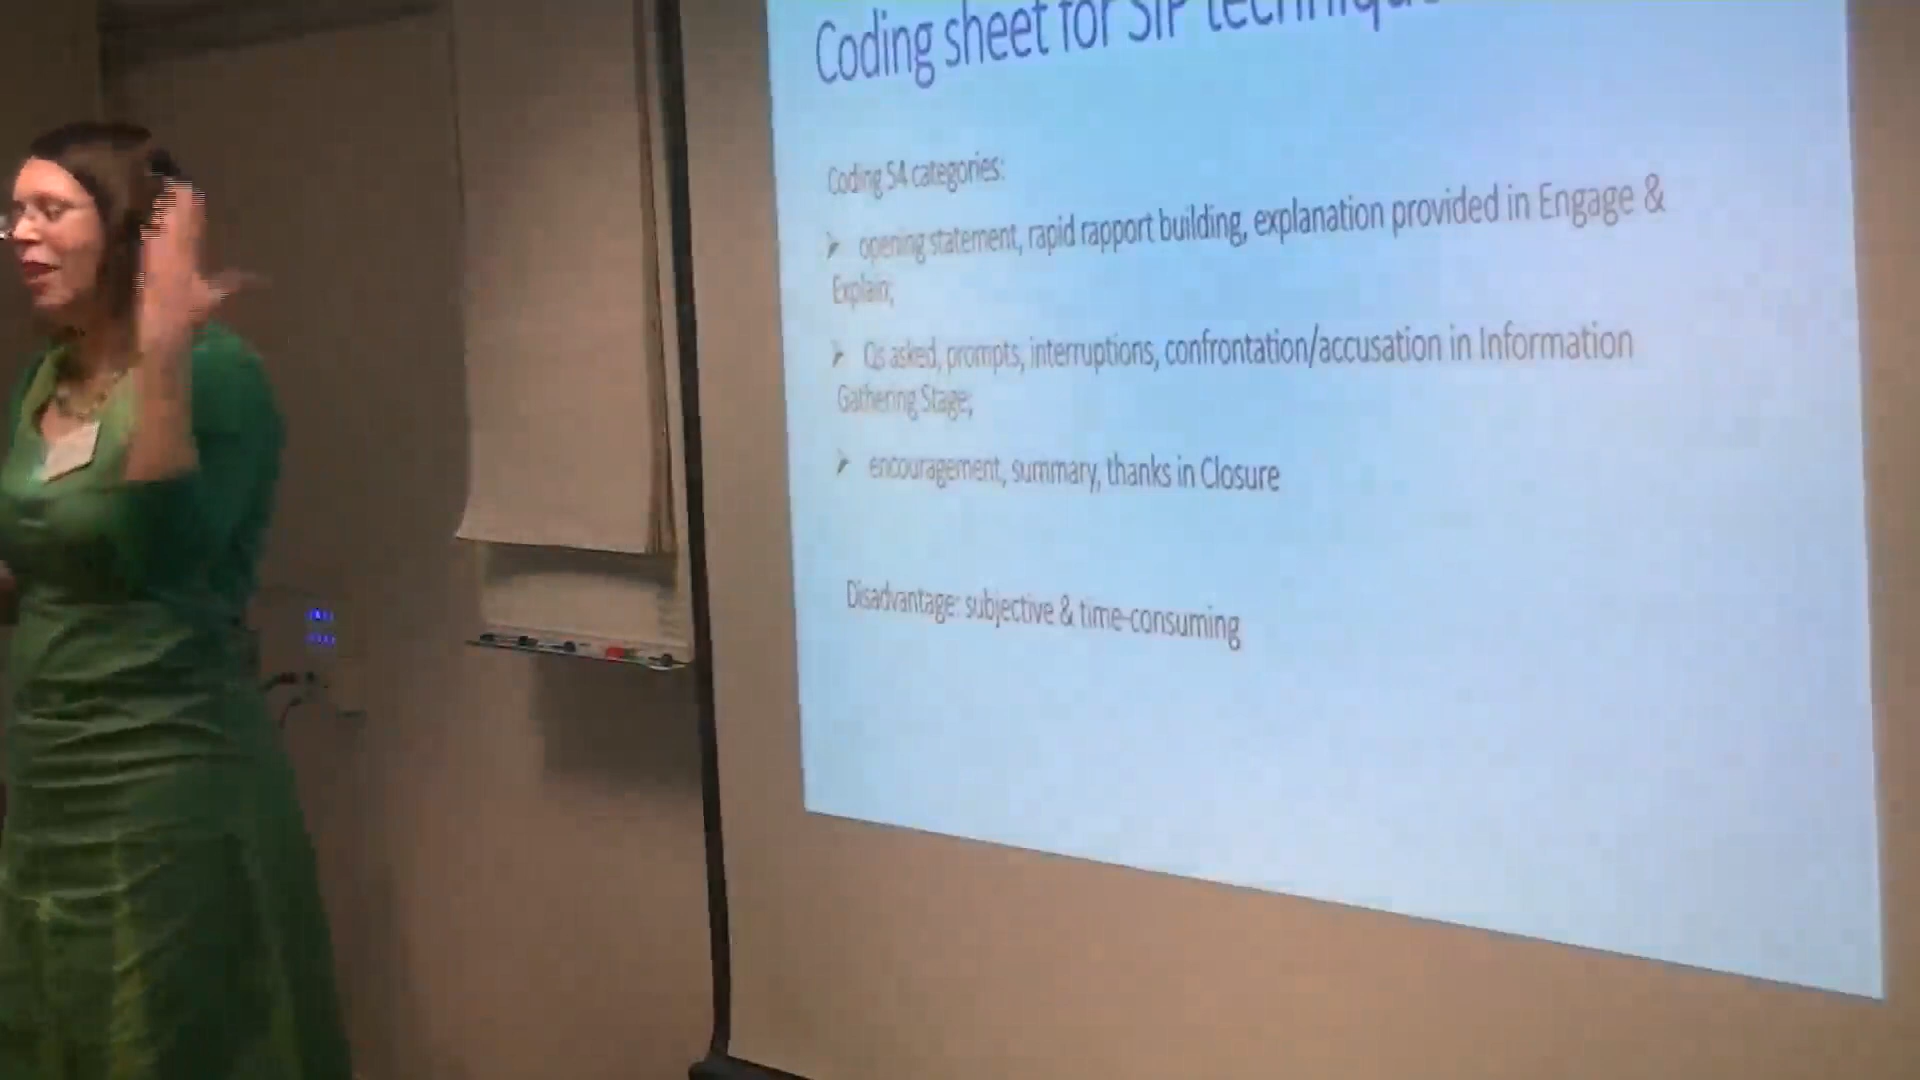 Coding sheet for SIP
Coding 54 categories:
opening statement, rapid rapport building, explanation provided in Engage &
Explain;
Qs asked, prompts, interruptions, confrontation/accusation in Information
Gathering Stage;
encouragement, summary, thanks in Closure
Disadvantage: subjective & time-consuming